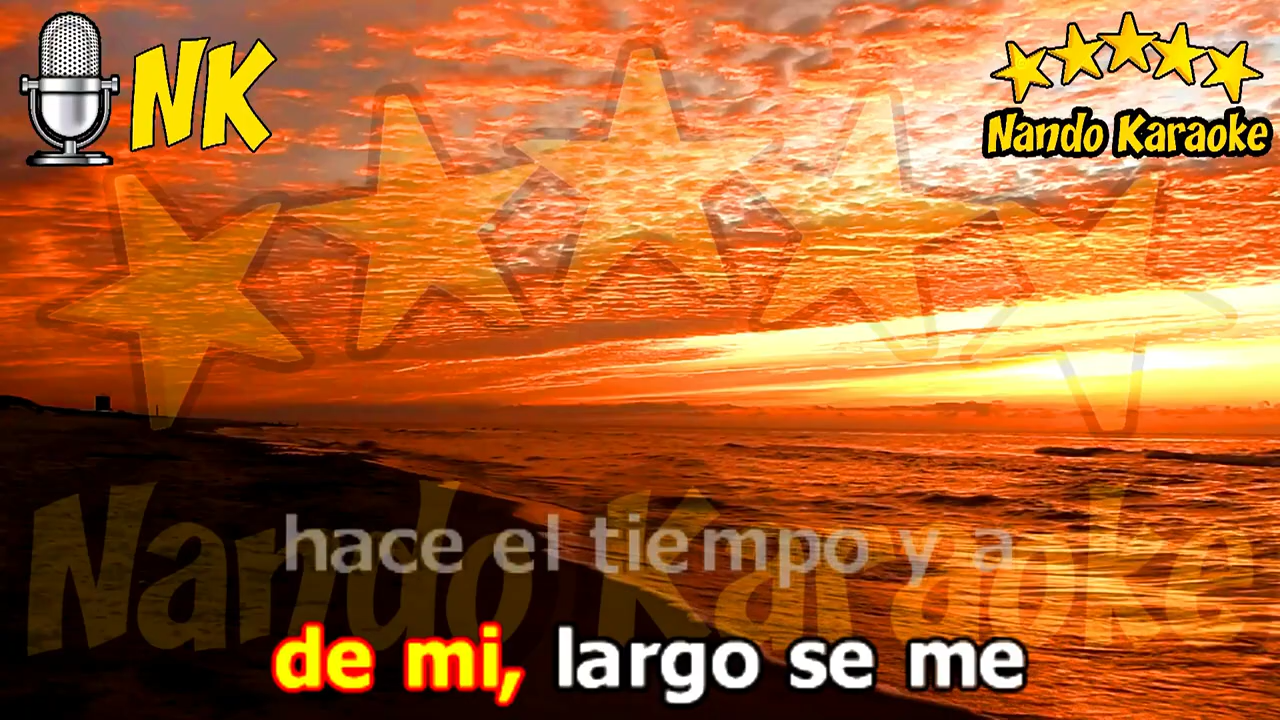 NK
Nando Karaoke
Nando Karaoke
hace el tiempo y a
de mi, largo se me